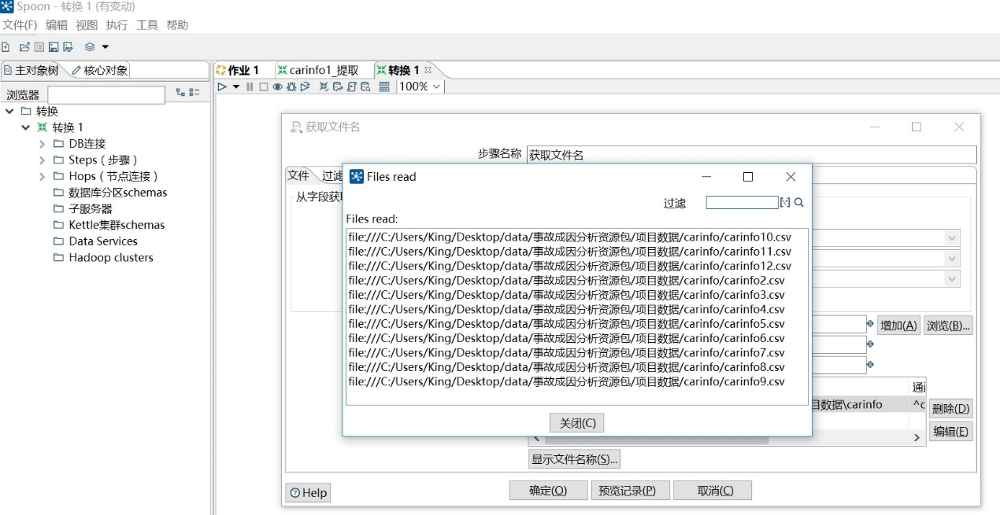 Spoon - 转换 1 (有变动)
文件(F) 编辑 视图 执行 工具 帮助
主对象树 核心对象
作业 1 carinfo1_提取 转换 1
100%
浏览器
转换
转换 1
DB连接
Steps ( 步骤 )
Hops ( 节点连接 )
数据库分区schemas
子服务器
Kettle集群schemas
Data Services
Hadoop clusters
获取文件名
步骤名称 获取文件名
文件 过滤
从字段获
Files read
过滤
Files read:
file:///C:/Users/King/Desktop/data/事故成因分析资源包/项目数据/carinfo/carinfo10.csv
file:///C:/Users/King/Desktop/data/事故成因分析资源包/项目数据/carinfo/carinfo11.csv
file:///C:/Users/King/Desktop/data/事故成因分析资源包/项目数据/carinfo/carinfo12.csv
file:///C:/Users/King/Desktop/data/事故成因分析资源包/项目数据/carinfo/carinfo2.csv
file:///C:/Users/King/Desktop/data/事故成因分析资源包/项目数据/carinfo/carinfo3.csv
file:///C:/Users/King/Desktop/data/事故成因分析资源包/项目数据/carinfo/carinfo4.csv
file:///C:/Users/King/Desktop/data/事故成因分析资源包/项目数据/carinfo/carinfo5.csv
file:///C:/Users/King/Desktop/data/事故成因分析资源包/项目数据/carinfo/carinfo6.csv
file:///C:/Users/King/Desktop/data/事故成因分析资源包/项目数据/carinfo/carinfo7.csv
file:///C:/Users/King/Desktop/data/事故成因分析资源包/项目数据/carinfo/carinfo8.csv
file:///C:/Users/King/Desktop/data/事故成因分析资源包/项目数据/carinfo/carinfo9.csv
关闭(C)
增加(A) 浏览(B)...
通
目数据\carinfo ^c 删除(D)
编辑(E)
显示文件名称(S)...
Help 确定(O) 预览记录(P) 取消(C)